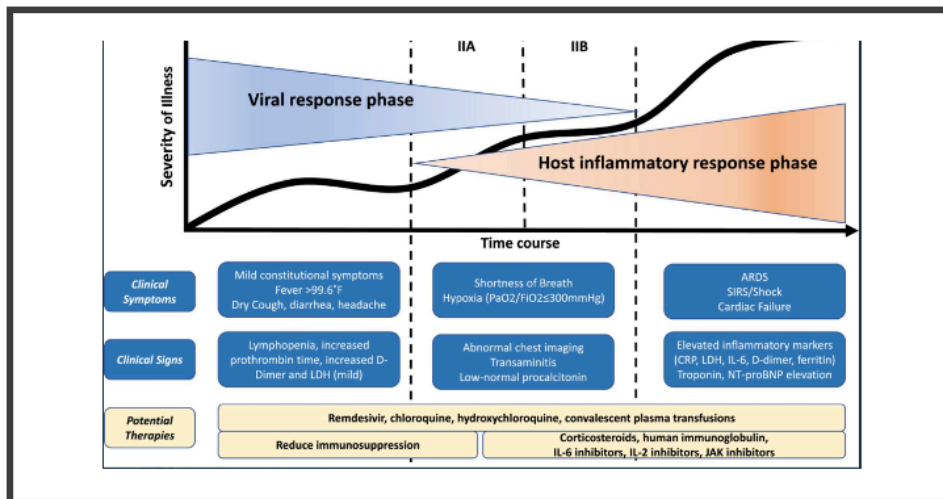 IIA
IIB
Severity of Illness
Viral response phase
Host inflammatory response phase
Time course
Clinical
Symptoms
Mild constitutional symptoms
Fever >99.6°F
Dry Cough, diarrhea, headache
Shortness of Breath
Hypoxia (PaO2/FiO2≤300mmHg)
ARDS
SIRS/Shock
Cardiac Failure
Clinical Signs
Lymphopenia, increased
prothrombin time, increased D-
Dimer and LDH (mild)
Abnormal chest imaging
Transaminitis
Low-normal procalcitonin
Elevated inflammatory markers
(CRP, LDH, IL-6, D-dimer, ferritin)
Troponin, NT-proBNP elevation
Potential
Therapies
Remdesivir, chloroquine, hydroxychloroquine, convalescent plasma transfusions
Reduce immunosuppression
Corticosteroids, human immunoglobulin,
IL-6 inhibitors, IL-2 inhibitors, JAK inhibitors